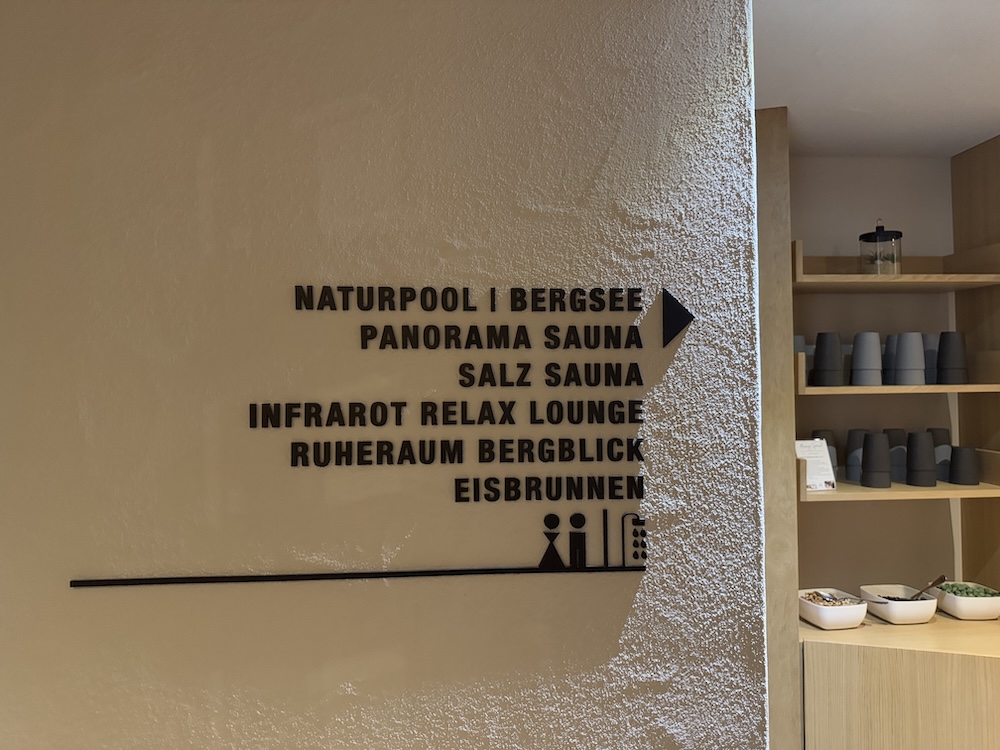 NATURPOOL | BERGSEE
PANORAMA SAUNA
SALZ SAUNA
INFRAROT RELAX LOUNGE
RUHERAUM BERGBLICK
EISBRUNNEN